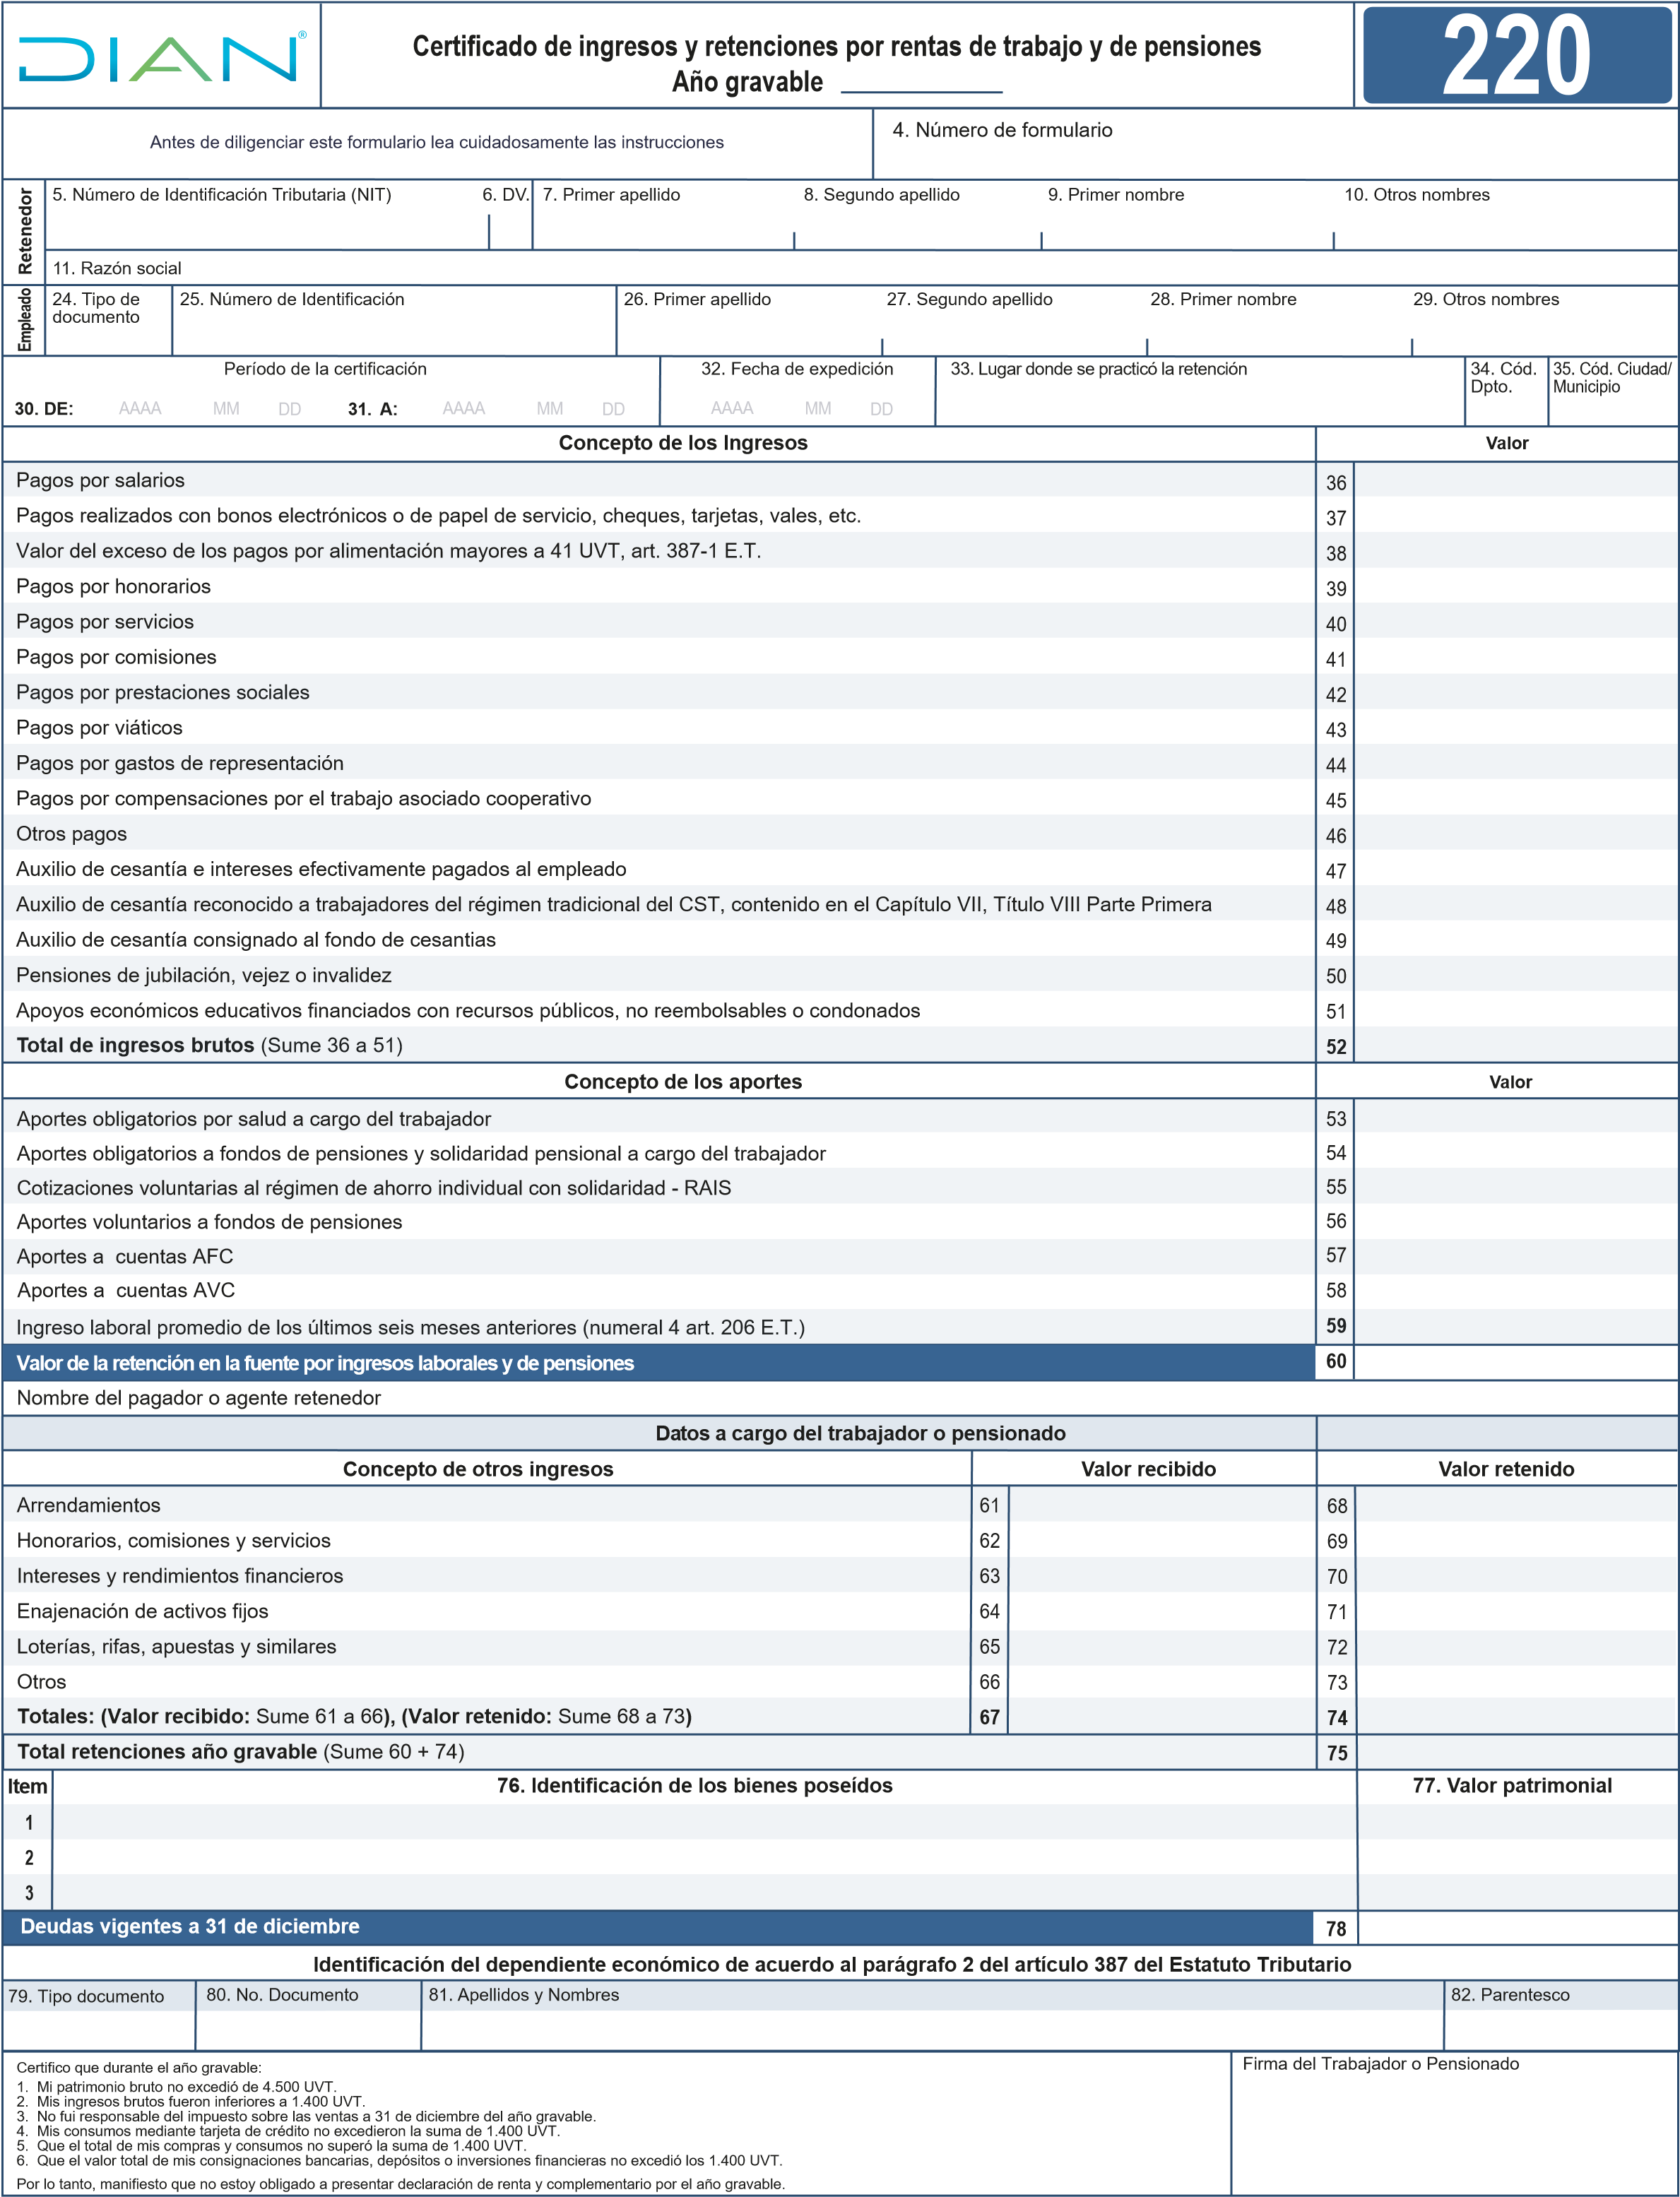 DIAN®
Certificado de ingresos y retenciones por rentas de trabajo y de pensiones
Año gravable
220
Antes de diligenciar este formulario lea cuidadosamente las instrucciones
4. Número de formulario
Retenedor
5. Número de Identificación Tributaria (NIT) 6. DV. 7. Primer apellido 8. Segundo apellido 9. Primer nombre 10. Otros nombres
11. Razón social
Empleado
24. Tipo de documento 25. Número de Identificación 26. Primer apellido 27. Segundo apellido 28. Primer nombre 29. Otros nombres
Período de la certificación 32. Fecha de expedición 33. Lugar donde se practicó la retención 34. Cód. Dpto. 35. Cód. Ciudad/ Municipio
30. DE: AAAA MM DD 31. A: AAAA MM DD AAAA MM DD
Concepto de los Ingresos Valor
Pagos por salarios 36
Pagos realizados con bonos electrónicos o de papel de servicio, cheques, tarjetas, vales, etc. 37
Valor del exceso de los pagos por alimentación mayores a 41 UVT, art. 387-1 E.T. 38
Pagos por honorarios 39
Pagos por servicios 40
Pagos por comisiones 41
Pagos por prestaciones sociales 42
Pagos por viáticos 43
Pagos por gastos de representación 44
Pagos por compensaciones por el trabajo asociado cooperativo 45
Otros pagos 46
Auxilio de cesantía e intereses efectivamente pagados al empleado 47
Auxilio de cesantía reconocido a trabajadores del régimen tradicional del CST, contenido en el Capítulo VII, Título VIII Parte Primera 48
Auxilio de cesantía consignado al fondo de cesantias 49
Pensiones de jubilación, vejez o invalidez 50
Apoyos económicos educativos financiados con recursos públicos, no reembolsables o condonados 51
Total de ingresos brutos (Sume 36 a 51) 52
Concepto de los aportes Valor
Aportes obligatorios por salud a cargo del trabajador 53
Aportes obligatorios a fondos de pensiones y solidaridad pensional a cargo del trabajador 54
Cotizaciones voluntarias al régimen de ahorro individual con solidaridad - RAIS 55
Aportes voluntarios a fondos de pensiones 56
Aportes a cuentas AFC 57
Aportes a cuentas AVC 58
Ingreso laboral promedio de los últimos seis meses anteriores (numeral 4 art. 206 E.T.) 59
Valor de la retención en la fuente por ingresos laborales y de pensiones 60
Nombre del pagador o agente retenedor
Datos a cargo del trabajador o pensionado
Concepto de otros ingresos Valor recibido Valor retenido
Arrendamientos 61 68
Honorarios, comisiones y servicios 62 69
Intereses y rendimientos financieros 63 70
Enajenación de activos fijos 64 71
Loterías, rifas, apuestas y similares 65 72
Otros 66 73
Totales: (Valor recibido: Sume 61 a 66), (Valor retenido: Sume 68 a 73) 67 74
Total retenciones año gravable (Sume 60 + 74) 75
Item 76. Identificación de los bienes poseídos 77. Valor patrimonial
1
2
3
Deudas vigentes a 31 de diciembre 78
Identificación del dependiente económico de acuerdo al parágrafo 2 del artículo 387 del Estatuto Tributario
79. Tipo documento 80. No. Documento 81. Apellidos y Nombres 82. Parentesco
Certifico que durante el año gravable:
1. Mi patrimonio bruto no excedió de 4.500 UVT.
2. Mis ingresos brutos fueron inferiores a 1.400 UVT.
3. No fui responsable del impuesto sobre las ventas a 31 de diciembre del año gravable.
4. Mis consumos mediante tarjeta de crédito no excedieron la suma de 1.400 UVT.
5. Que el total de mis compras y consumos no superó la suma de 1.400 UVT.
6. Que el valor total de mis consignaciones bancarias, depósitos o inversiones financieras no excedió los 1.400 UVT.
Por lo tanto, manifiesto que no estoy obligado a presentar declaración de renta y complementario por el año gravable.
Firma del Trabajador o Pensionado